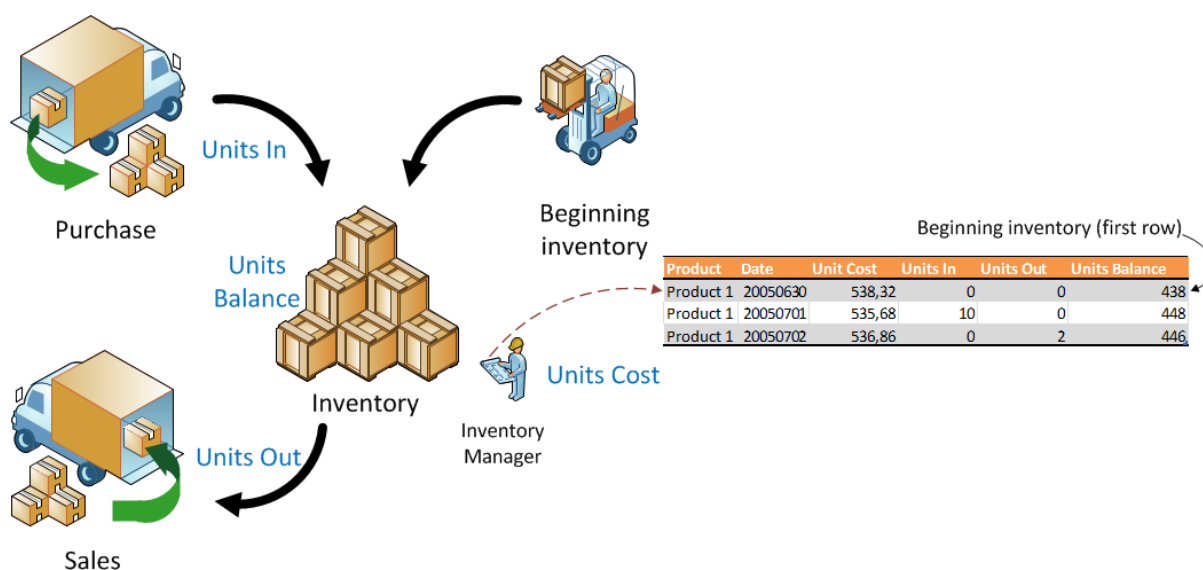 Units In
Purchase
Beginning
inventory
Units
Balance
Inventory
Units Cost
Inventory
Manager
Units Out
Sales
Beginning inventory (first row)
Product Date Unit Cost Units In Units Out Units Balance
Product 1 20050630 538,32 0 0 438
Product 1 20050701 535,68 10 0 448
Product 1 20050702 536,86 0 2 446